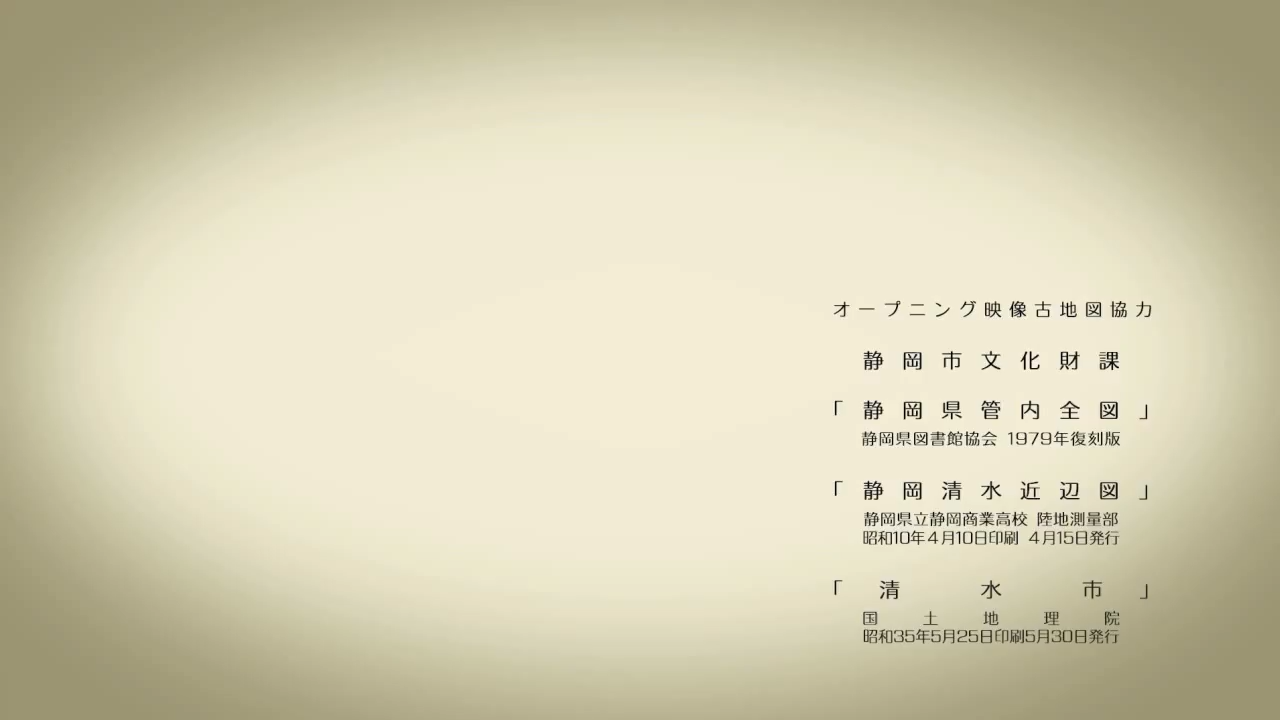 オープニング映像古地図協力
静岡市文化財課
「静岡県管内全図」
静岡県図書館協会 1979年復刻版
「静岡清水近辺図」
静岡県立静岡商業高校 陸地測量部
昭和10年4月10日印刷 4月15日発行
「清水市」
国土地理院
昭和35年5月25日印刷5月30日発行